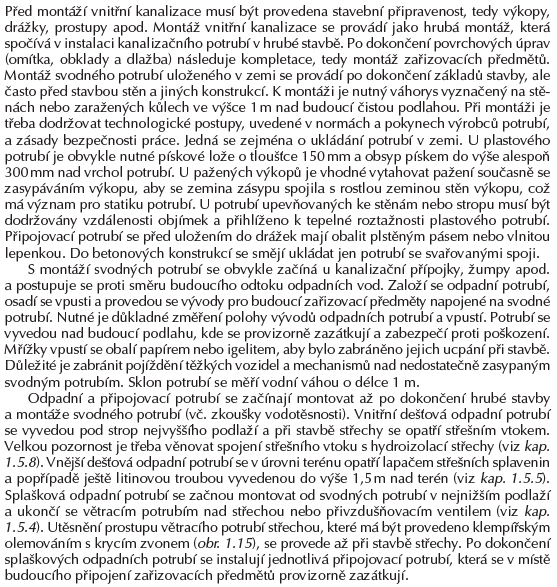 Před montáží vnitřní kanalizace musí být provedena stavební připravenost, tedy výkopy,
drážky, prostupy apod. Montáž vnitřní kanalizace se provádí jako hrubá montáž, která
spočívá v instalaci kanalizačního potrubí v hrubé stavbě. Po dokončení povrchových úprav
(omítka, obklady a dlažba) následuje kompletace, tedy montáž zařizovacích předmětů.
Montáž svodného potrubí uloženého v zemi se provádí po dokončení základů stavby, ale
často před stavbou stěn a jiných konstrukcí. K montáži je nutný váhorys vyznačený na stě-
nách nebo zaražených kůlech ve výšce 1 m nad budoucí čistou podlahou. Při montáži je
třeba dodržovat technologické postupy, uvedené v normách a pokynech výrobců potrubí,
a zásady bezpečnosti práce. Jedná se zejména o ukládání potrubí v zemi. U plastového
potrubí je obvykle nutné pískové lože o tloušťce 150 mm a obsyp pískem do výše alespoň
300 mm nad vrchol potrubí. U pažených výkopů je vhodné vytahovat pažení současně se
zasypáváním výkopu, aby se zemina zásypu spojila s rostlou zeminou stěn výkopu, což
má význam pro statiku potrubí. U potrubí upevňovaných ke stěnám nebo stropu musí být
dodržovány vzdálenosti objímek a přihlíženo k tepelné roztažnosti plastového potrubí.
Připojovací potrubí se před uložením do drážek mají obalit plstěným pásem nebo vlnitou
lepenkou. Do betonových konstrukcí se smějí ukládat jen potrubí se svařovanými spoji.
S montáží svodných potrubí se obvykle začíná u kanalizační přípojky, žumpy apod.
a postupuje se proti směru budoucího odtoku odpadních vod. Založí se odpadní potrubí,
osadí se vpusti a provedou se vývody pro budoucí zařizovací předměty napojené na svodné
potrubí. Nutné je důkladné změření polohy vývodů odpadních potrubí a vpustí. Potrubí se
vyvedou nad budoucí podlahu, kde se provizorně zazátkují a zabezpečí proti poškození.
Mřížky vpustí se obalí papírem nebo igelitem, aby bylo zabráněno jejich ucpání při stavbě.
Důležité je zabránit pojíždění těžkých vozidel a mechanismů nad nedostatečně zasypaným
svodným potrubím. Sklon potrubí se měří vodní váhou o délce 1 m.
Odpadní a připojovací potrubí se začínají montovat až po dokončení hrubé stavby
a montáže svodného potrubí (vč. zkoušky vodotěsnosti). Vnitřní dešťová odpadní potrubí
se vyvedou pod strop nejvyššího podlaží a při stavbě střechy se opatří střešním vtokem.
Velkou pozornost je třeba věnovat spojení střešního vtoku s hydroizolací střechy (viz kap.
1.5.8). Vnější dešťová odpadní potrubí se v úrovni terénu opatří lapačem střešních splavenin
a popřípadě ještě litinovou troubou vyvedenou do výše 1,5 m nad terén (viz kap. 1.5.5).
Splašková odpadní potrubí se začnou montovat od svodných potrubí v nejnižším podlaží
a ukončí se větracím potrubím nad střechou nebo přivzdušňovacím ventilem (viz kap.
1.5.4). Utěsnění prostupu větracího potrubí střechou, které má být provedeno klempířským
olemováním s krycím zvonem (obr. 1.15), se provede až při stavbě střechy. Po dokončení
splaškových odpadních potrubí se instalují jednotlivá připojovací potrubí, která se v místě
budoucího připojení zařizovacích předmětů provizorně zazátkují.